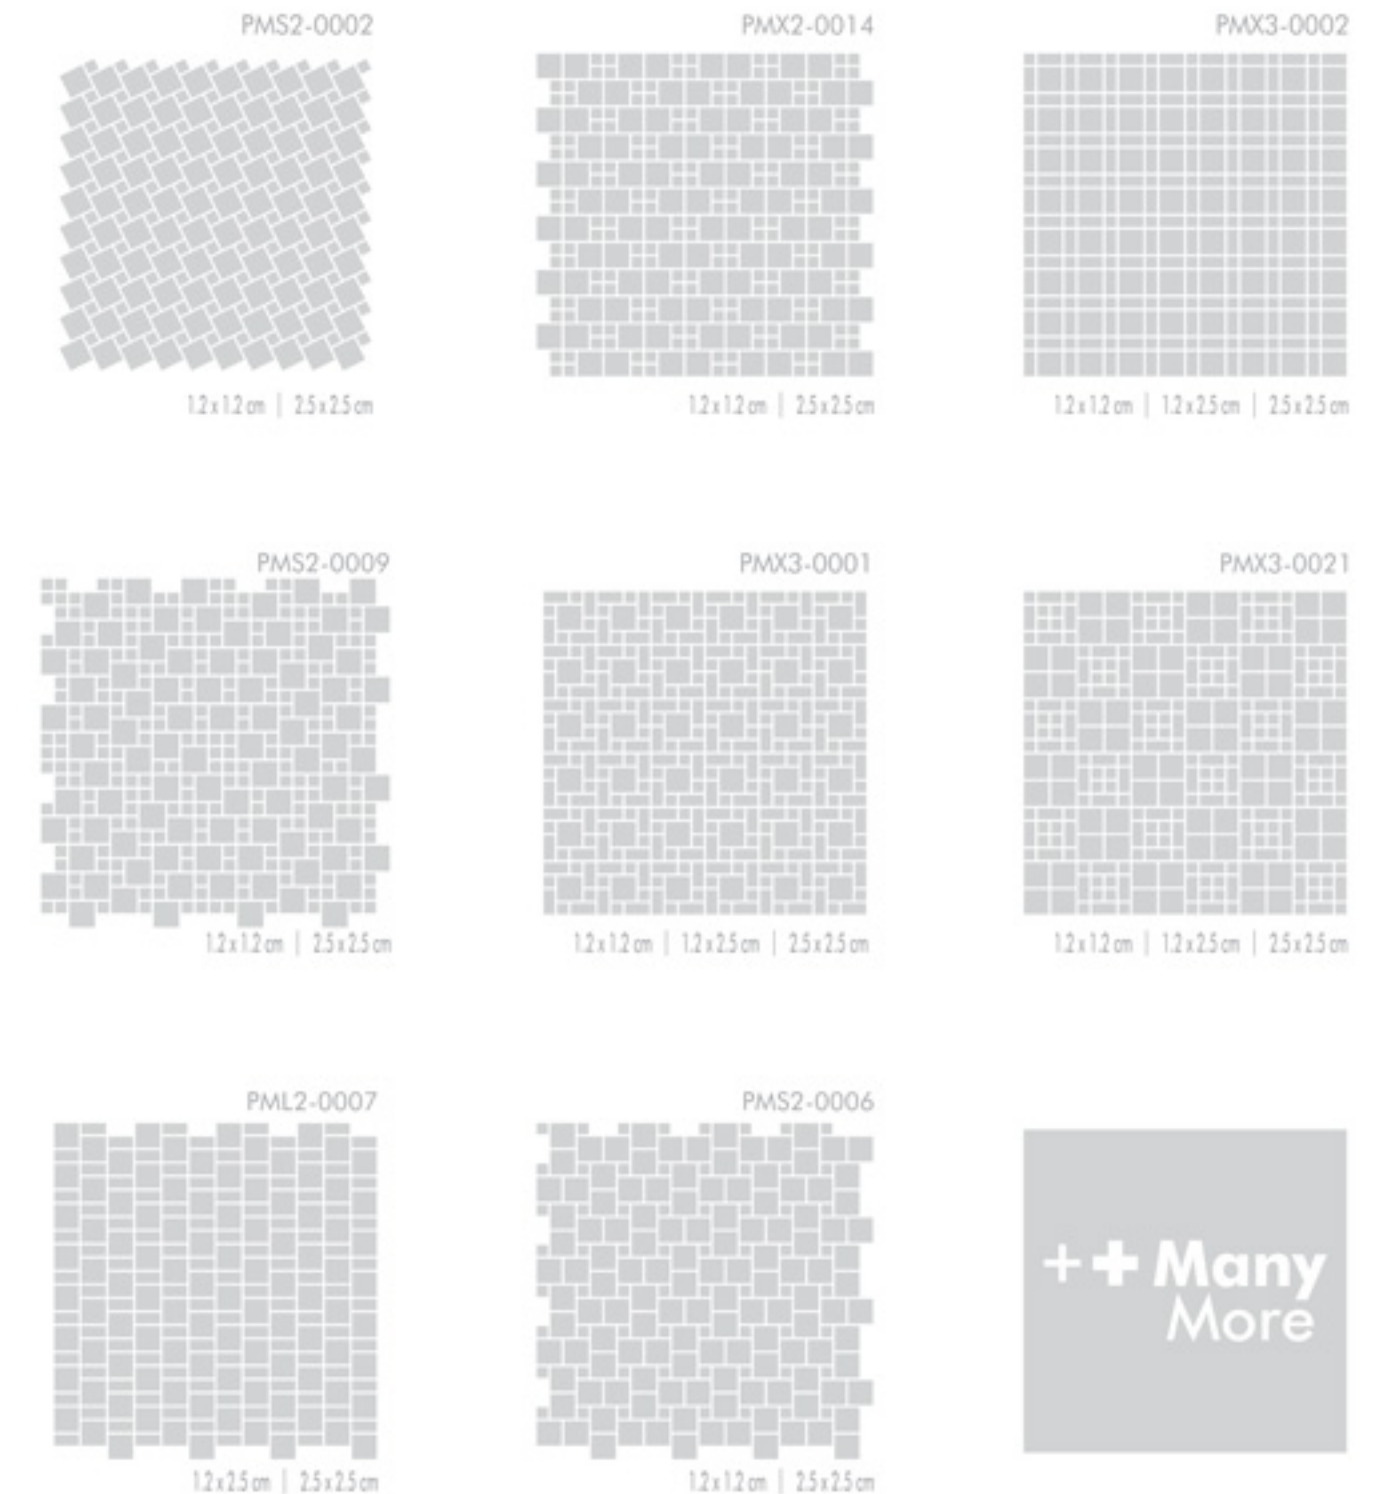 PMS2-0002
PMX2-0014
PMX3-0002
1.2 x 1.2 cm | 2.5 x 2.5 cm
1.2 x 1.2 cm | 2.5 x 2.5 cm
1.2 x 1.2 cm | 1.2 x 2.5 cm | 2.5 x 2.5 cm
PMS2-0009
PMX3-0001
PMX3-0021
1.2 x 1.2 cm | 2.5 x 2.5 cm
1.2 x 1.2 cm | 1.2 x 2.5 cm | 2.5 x 2.5 cm
1.2 x 1.2 cm | 1.2 x 2.5 cm | 2.5 x 2.5 cm
PML2-0007
PMS2-0006
++ Many
More
1.2 x 2.5 cm | 2.5 x 2.5 cm
1.2 x 1.2 cm | 2.5 x 2.5 cm